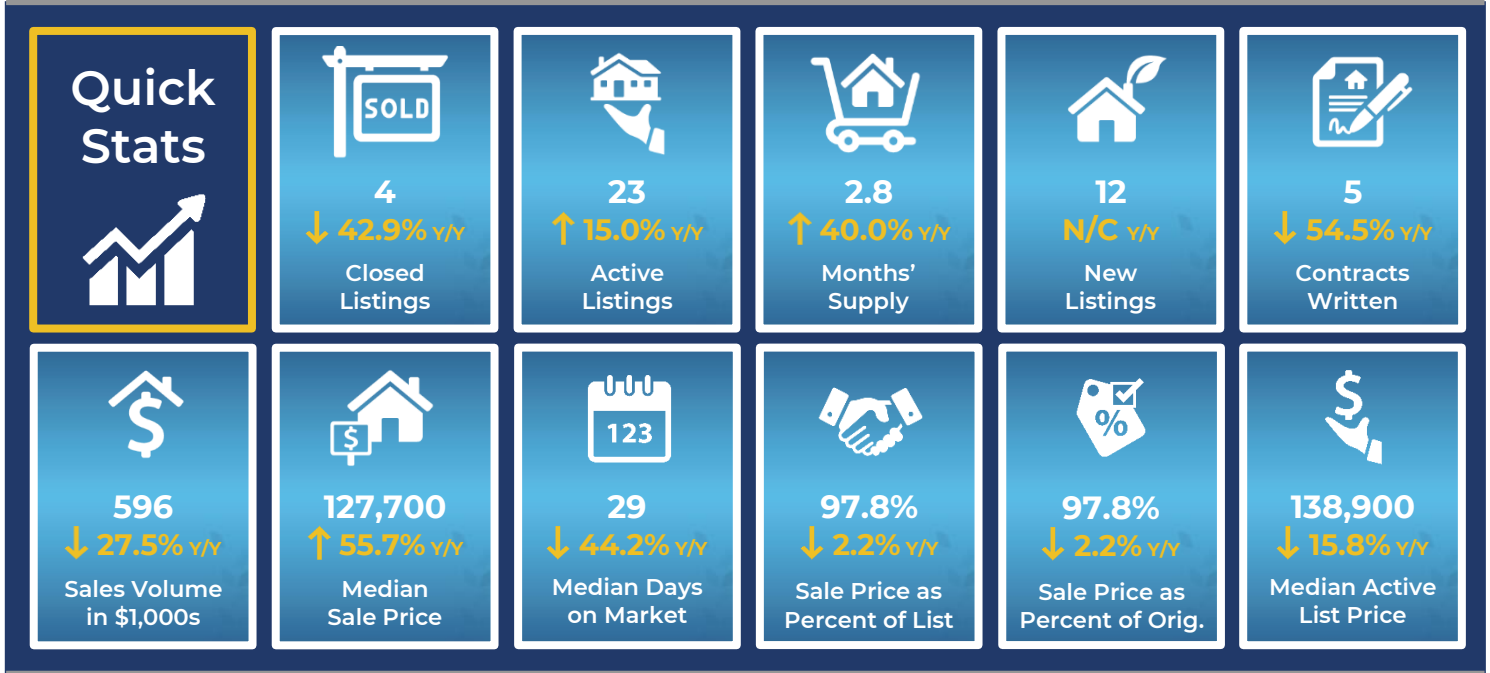 Quick
Stats
SOLD
4
↓ 42.9% Y/Y
Closed
Listings
23
↑ 15.0% Y/Y
Active
Listings
2.8
↑ 40.0% Y/Y
Months’
Supply
12
N/C Y/Y
New
Listings
5
↓ 54.5% Y/Y
Contracts
Written
$
596
↓ 27.5% Y/Y
Sales Volume
in $1,000s
$
127,700
↑ 55.7% Y/Y
Median
Sale Price
123
29
↓ 44.2% Y/Y
Median Days
on Market
97.8%
↓ 2.2% Y/Y
Sale Price as
Percent of List
%
97.8%
↓ 2.2% Y/Y
Sale Price as
Percent of Orig.
$
138,900
↓ 15.8% Y/Y
Median Active
List Price